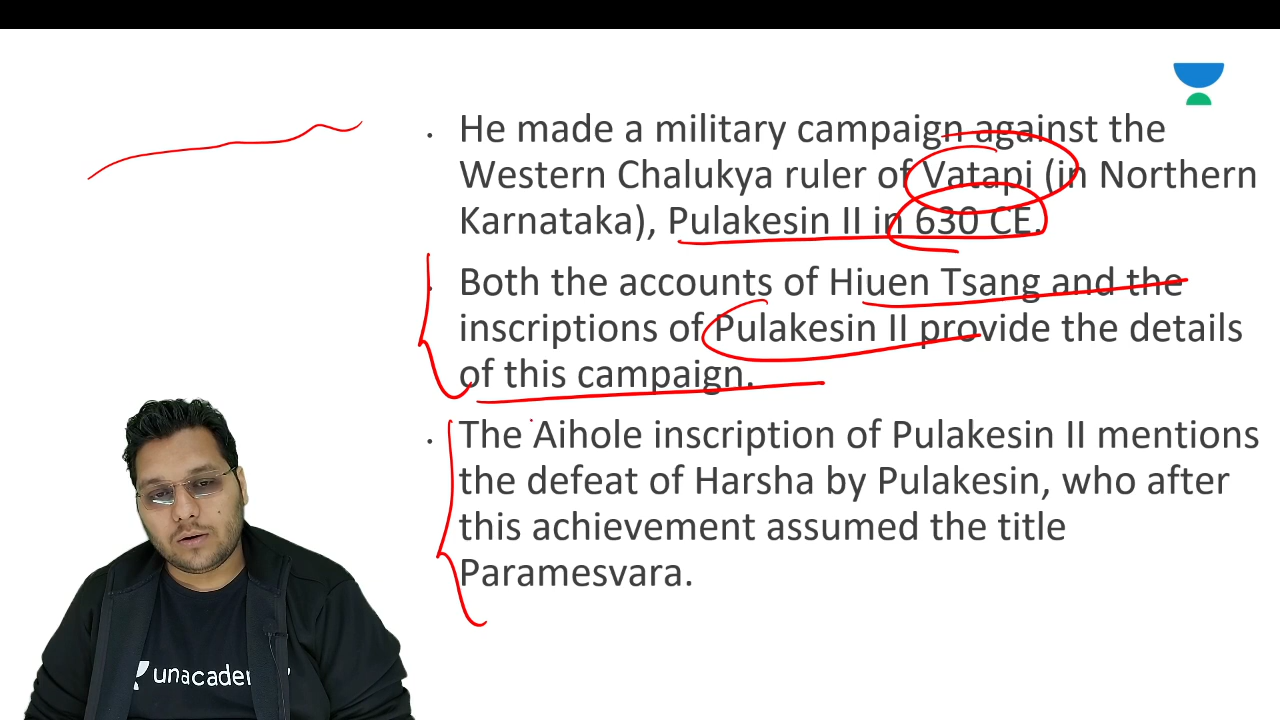 . He made a military campaign against the
Western Chalukya ruler of Vatapi (in Northern
Karnataka), Pulakesin II in 630 CE.
. Both the accounts of Hiuen Tsang and the
inscriptions of Pulakesin II provide the details
of this campaign.
. The Aihole inscription of Pulakesin II mentions
the defeat of Harsha by Pulakesin, who after
this achievement assumed the title
Paramesvara.